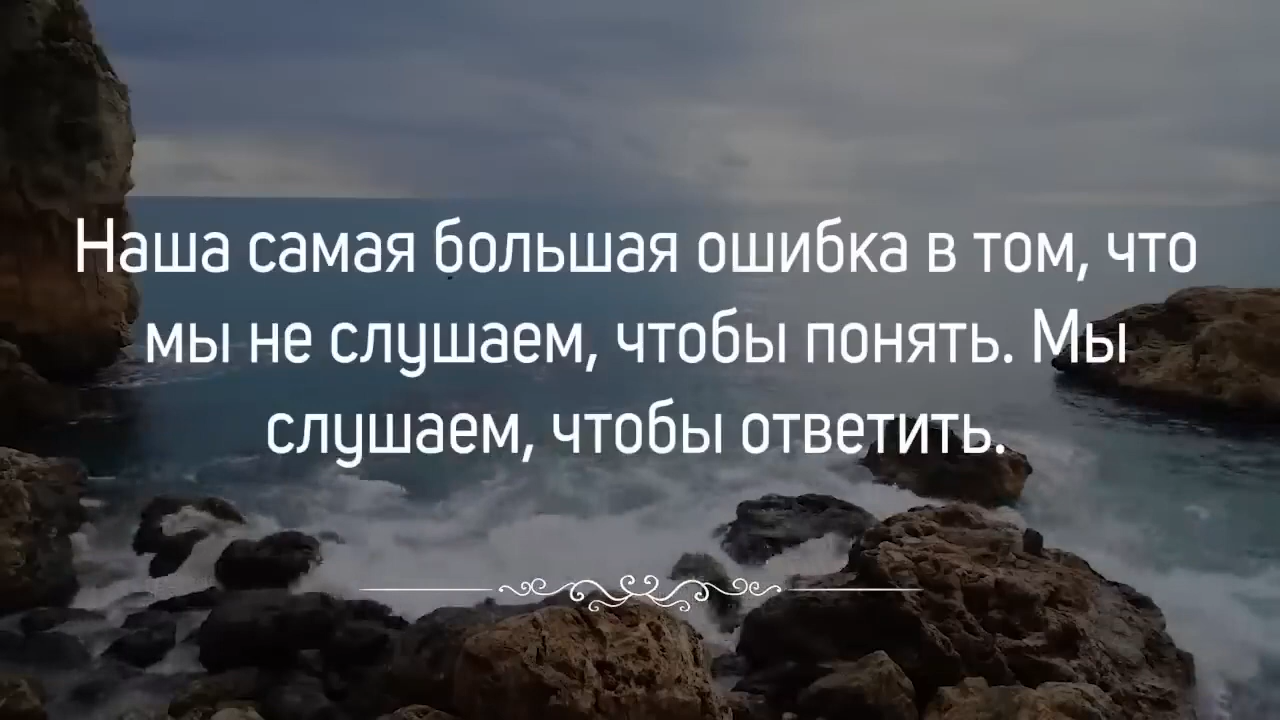 Наша самая большая ошибка в том, что
мы не слушаем, чтобы понять. Мы
слушаем, чтобы ответить.